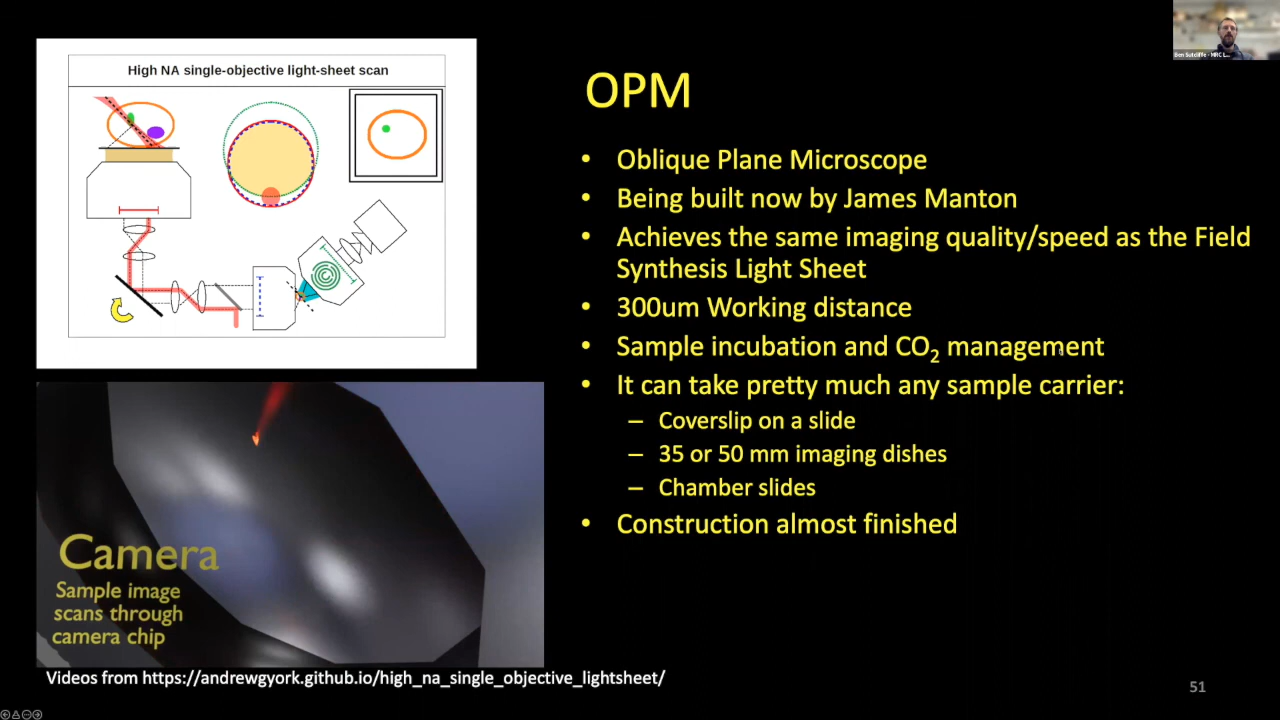 Ben Sutcliffe - MRC L...
High NA single-objective light-sheet scan
OPM
• Oblique Plane Microscope
• Being built now by James Manton
• Achieves the same imaging quality/speed as the Field
Synthesis Light Sheet
• 300um Working distance
• Sample incubation and CO₂ management
• It can take pretty much any sample carrier:
– Coverslip on a slide
– 35 or 50 mm imaging dishes
– Chamber slides
• Construction almost finished
Camera
Sample image
scans through
camera chip
Videos from https://andrewgyork.github.io/high_na_single_objective_lightsheet/
51